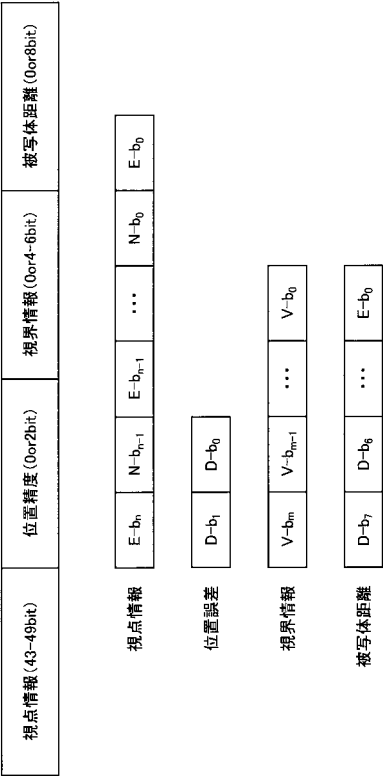 視点情報(43-49bit) 位置精度(0or2bit) 視界情報(0or4-6bit) 被写体距離(0or8bit)
視点情報 E-bn N-bn-1 E-bn-1 ••• N-b0 E-b0
位置誤差 D-b1 D-b0
視界情報 V-bm V-bm-1 ••• V-b0
被写体距離 D-b7 D-b6 ••• E-b0